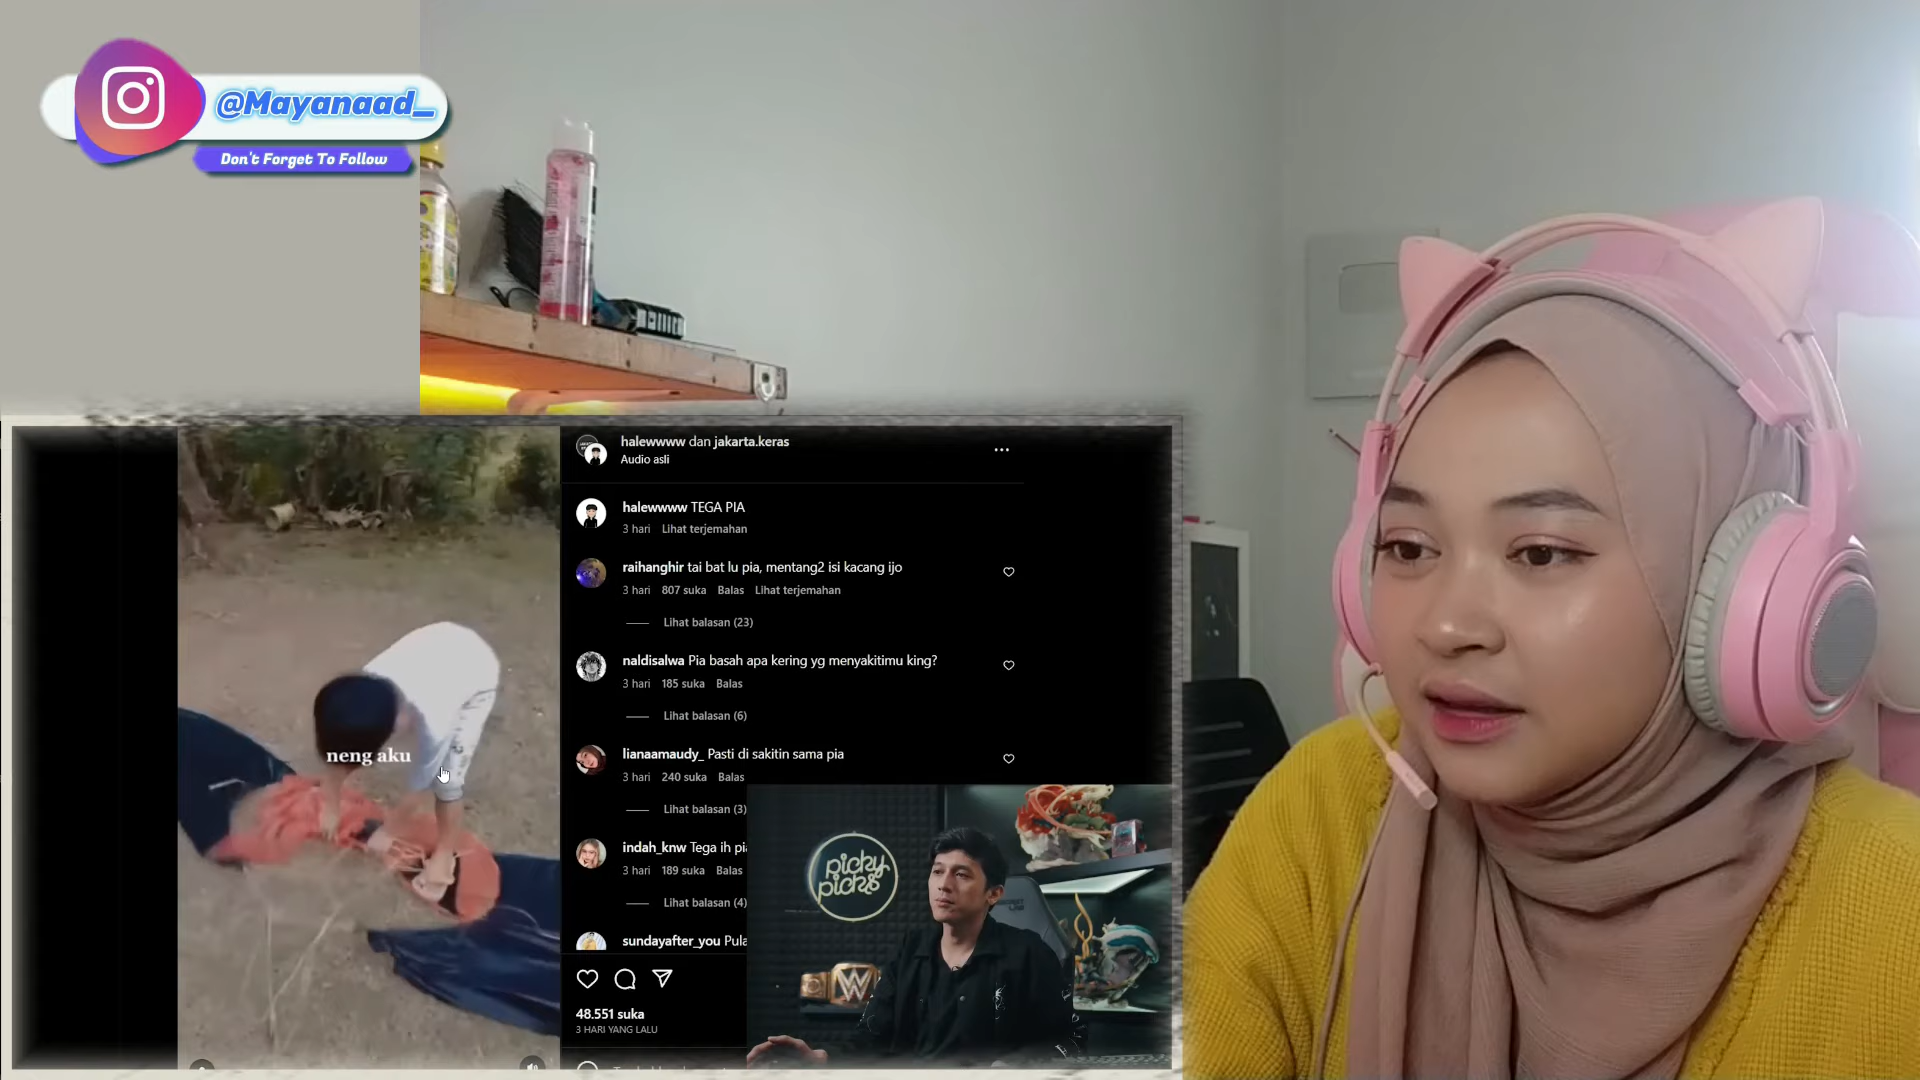 @Mayanaad_
Don't Forget To Follow
halewwww dan jakarta.keras
Audio asli
halewwww TEGA PIA
3 hari Lihat terjemahan
raihanghir tai bat lu pia, mentang2 isi kacang ijo
3 hari 807 suka Balas Lihat terjemahan
Lihat balasan (23)
naldisalwa Pia basah apa kering yg menyakitimu king?
3 hari 185 suka Balas
Lihat balasan (6)
lianaamaudy_ Pasti di sakitin sama pia
3 hari 240 suka Balas
Lihat balasan (3)
indah_knw Tega ih pia
3 hari 189 suka Balas
Lihat balasan (4)
sundayafter_you Pula
48.551 suka
3 HARI YANG LALU
neng aku
picky
picks
W